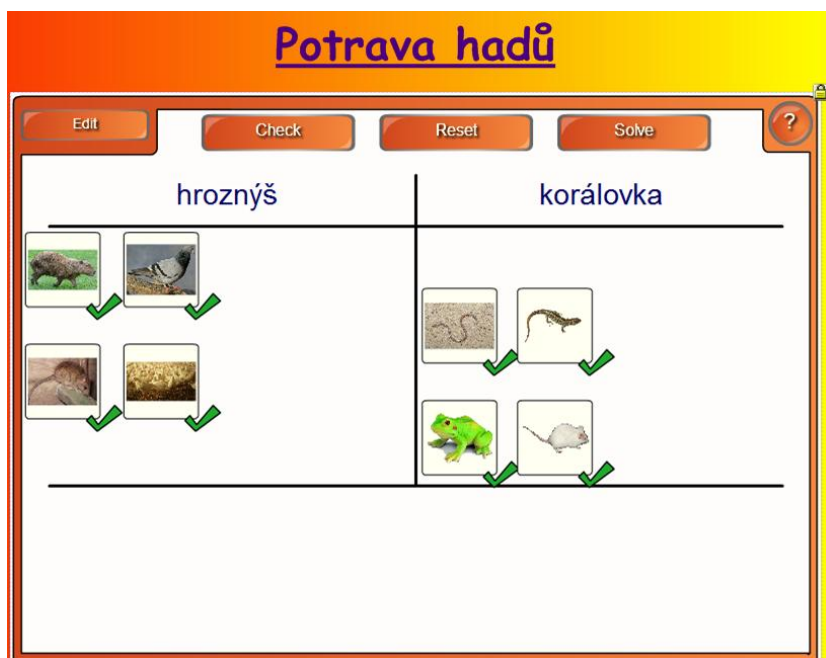 Potrava hadů
Edit
Check
Reset
Solve
?
hroznýš
korálovka